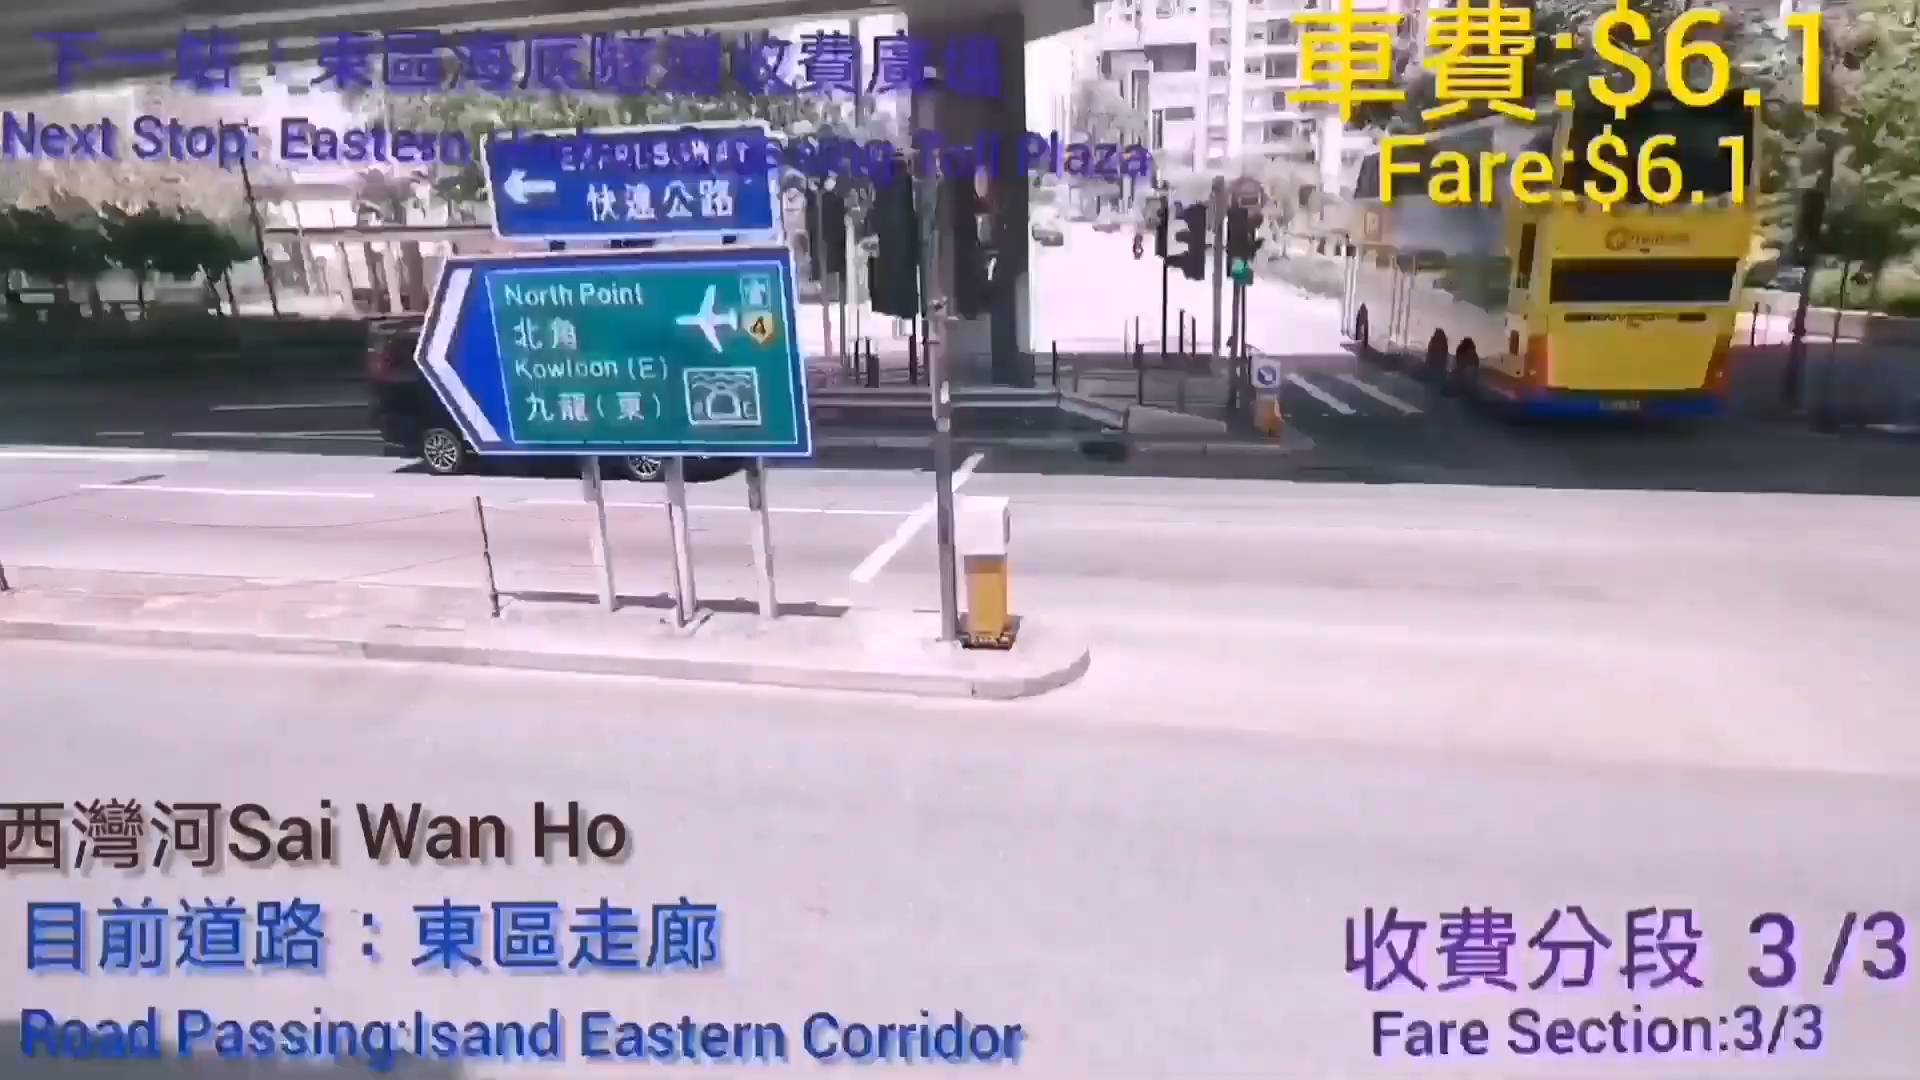 下一站：東區海底隧道收費廣場
車費:$6.1
Next Stop: Eastern Harbour Crossing Toll Plaza
Fare:$6.1
EXPRESSWAY
快速公路
North Point
北角
4
Kowloon (E)
九龍(東)
西灣河Sai Wan Ho
目前道路：東區走廊
Road Passing:Isand Eastern Corridor
收費分段 3 /3
Fare Section:3/3